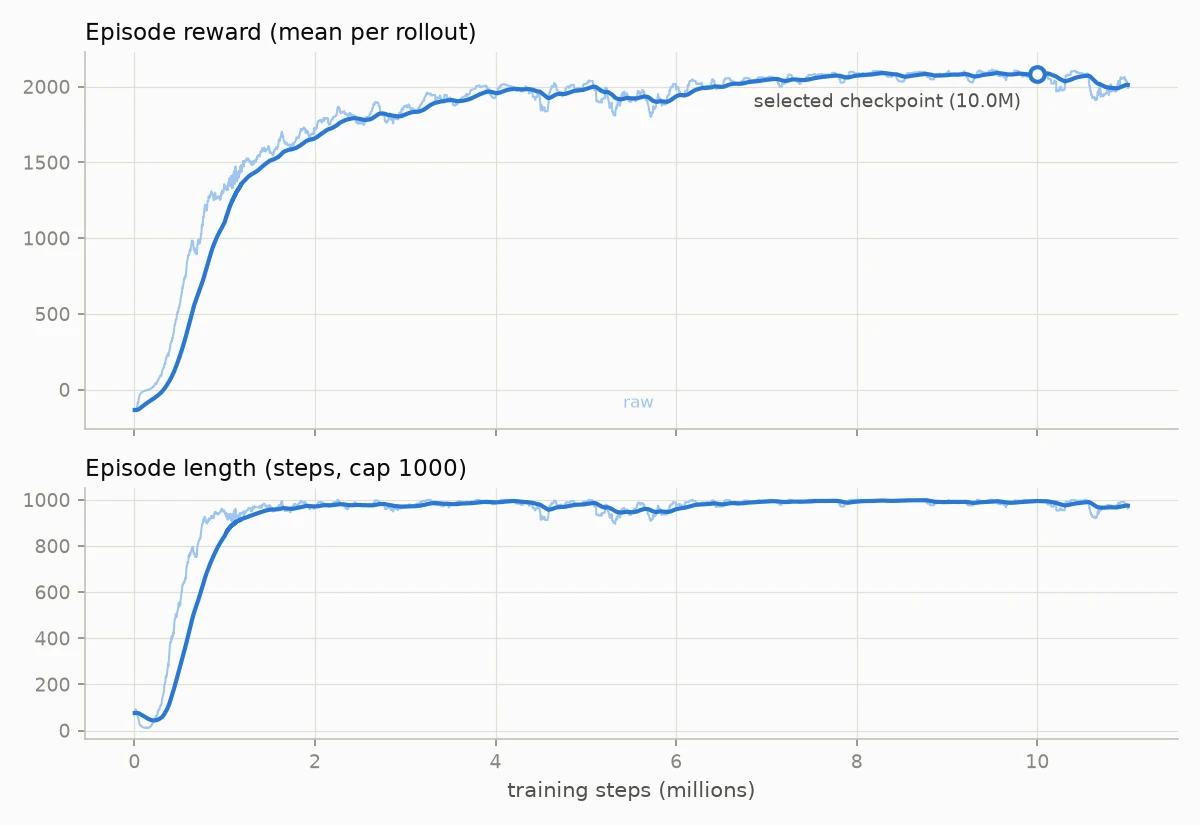 Episode reward (mean per rollout)
2000
1500
1000
500
0
selected checkpoint (10.0M)
raw
Episode length (steps, cap 1000)
1000
800
600
400
200
0
0 2 4 6 8 10
training steps (millions)